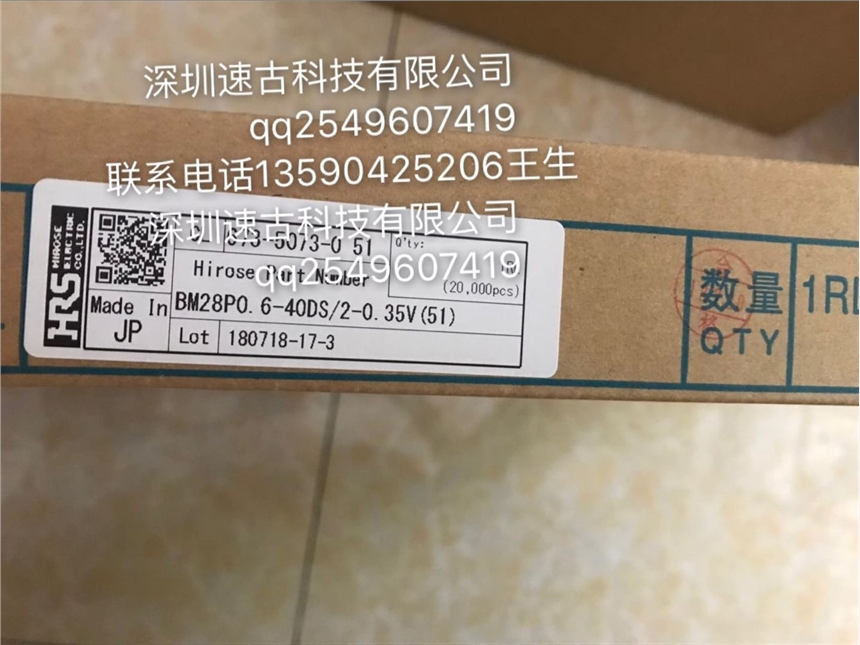 深圳速古科技有限公司
qq2549607419
联系电话13590425206王生
深圳速古科技有限公司
qq2549607419
HRS
HIROSE
ELECTRIC
CO.,LTD.
Q'ty:
(20,000pcs)
Hirose Part Number
BM28P0.6-40DS/2-0.35V(51)
Made In
JP
Lot
180718-17-3
数量
QTY